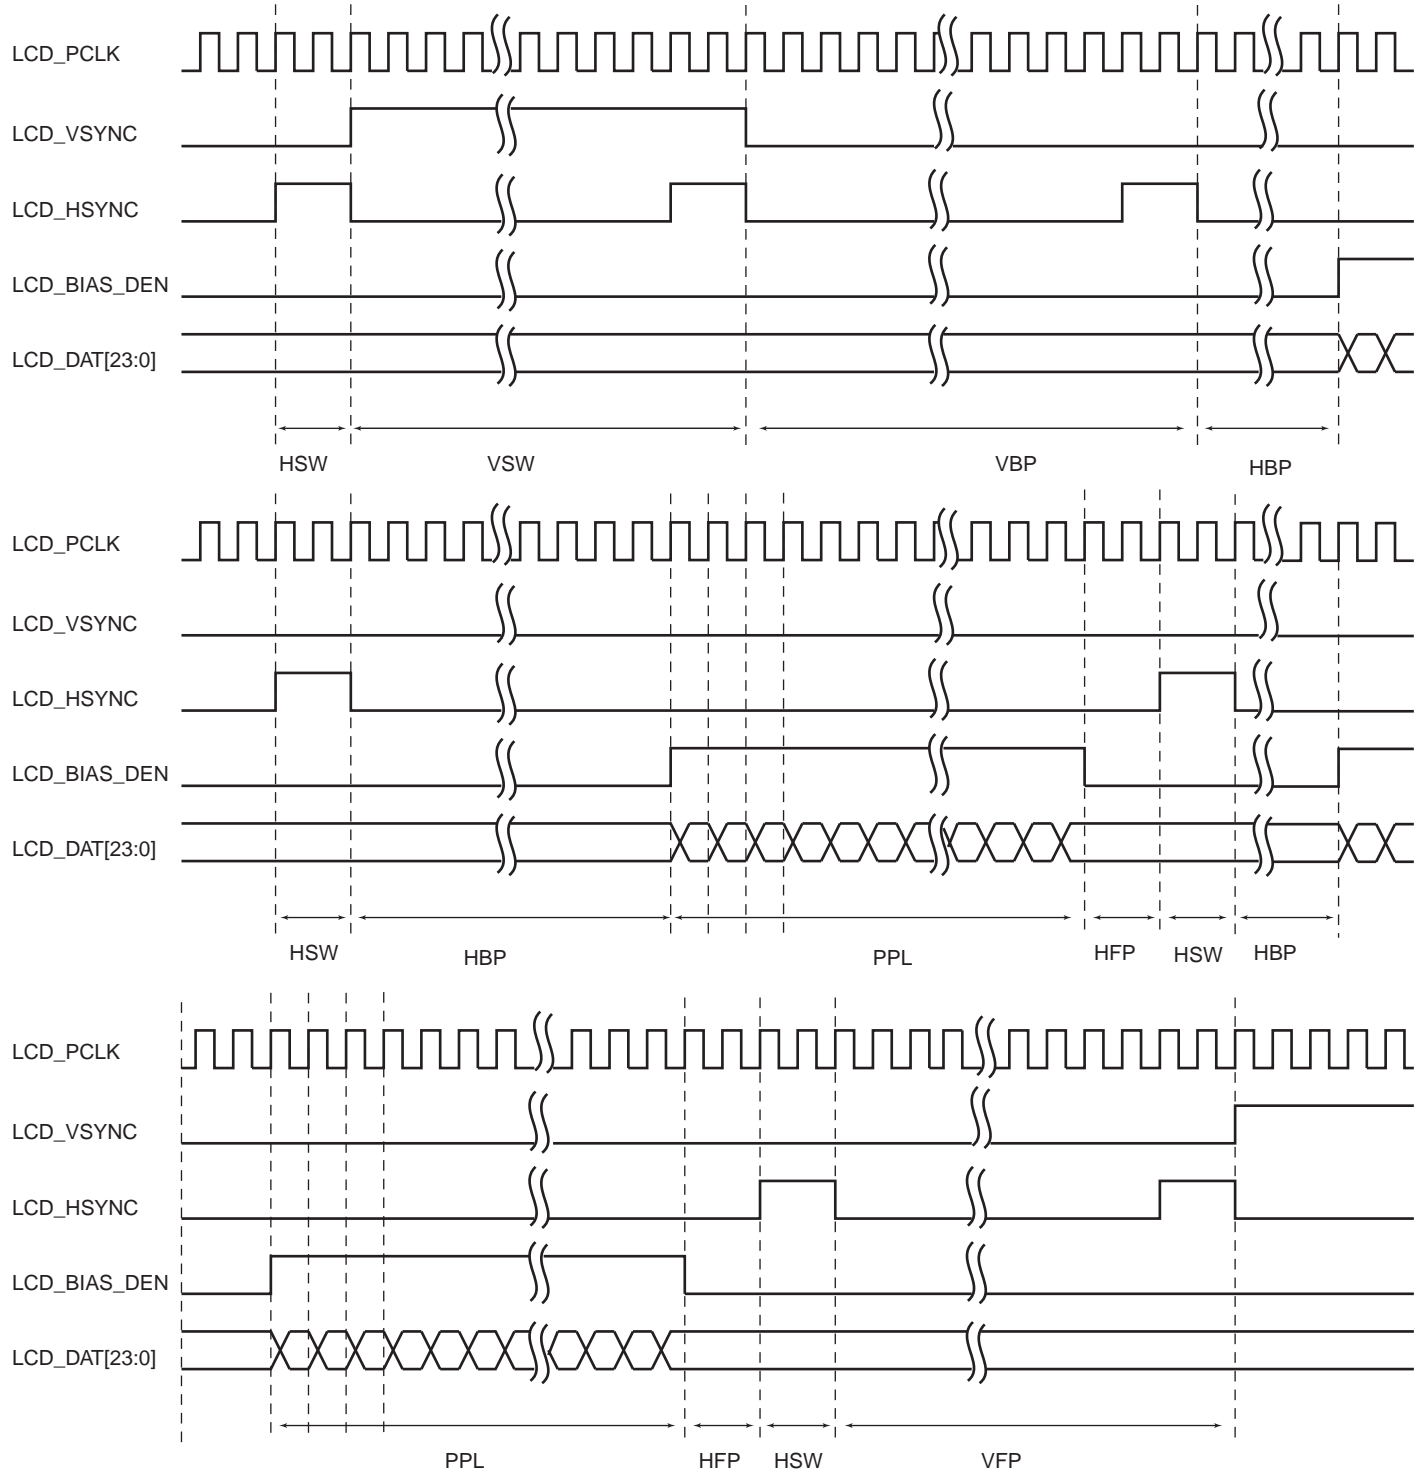 LCD_PCLK
LCD_VSYNC
LCD_HSYNC
LCD_BIAS_DEN
LCD_DAT[23:0]
HSW VSW VBP HBP
LCD_PCLK
LCD_VSYNC
LCD_HSYNC
LCD_BIAS_DEN
LCD_DAT[23:0]
HSW HBP PPL HFP HSW HBP
LCD_PCLK
LCD_VSYNC
LCD_HSYNC
LCD_BIAS_DEN
LCD_DAT[23:0]
PPL HFP HSW VFP